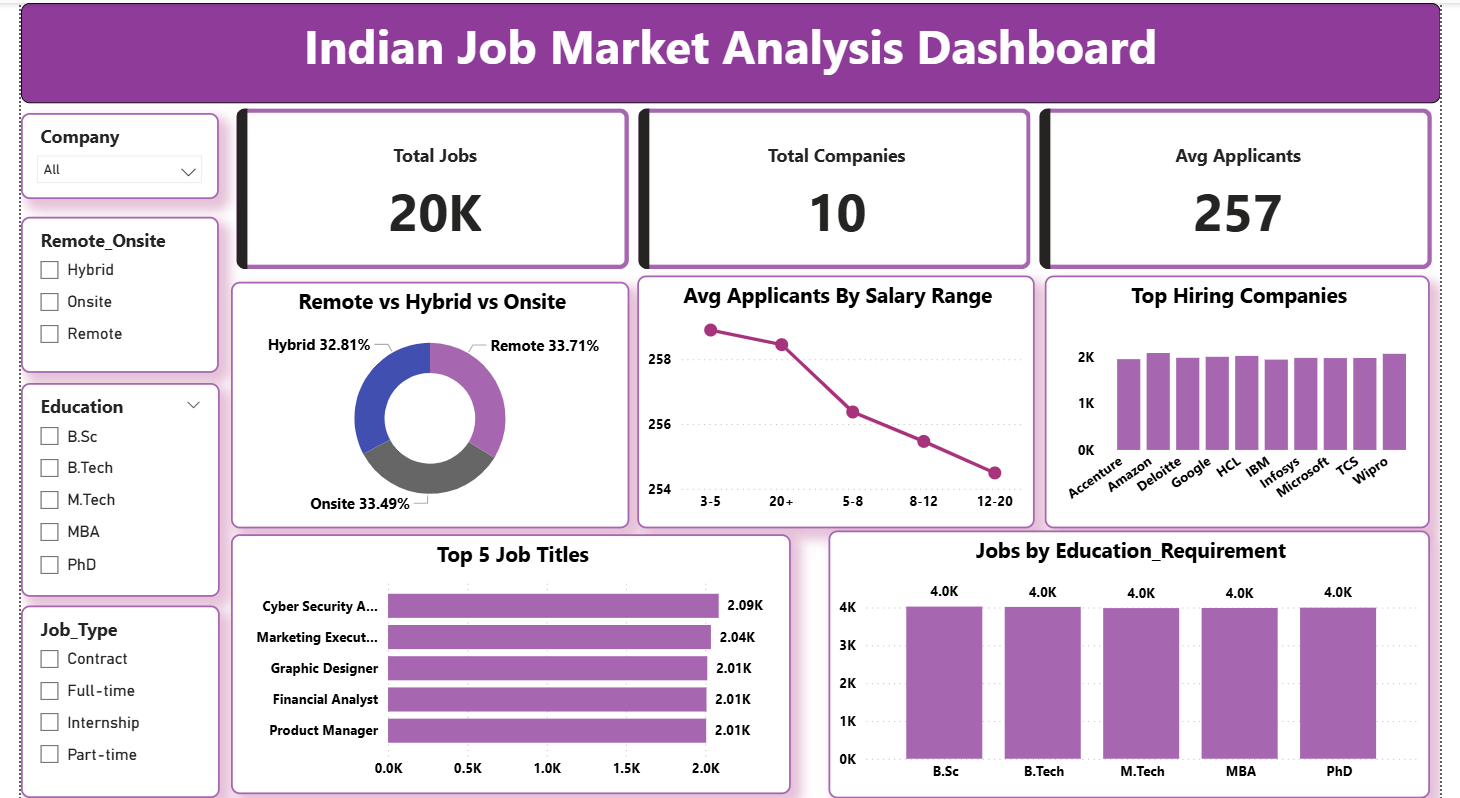 Indian Job Market Analysis Dashboard
Company
All
Remote_Onsite
Hybrid
Onsite
Remote
Education
B.Sc
B.Tech
M.Tech
MBA
PhD
Job_Type
Contract
Full-time
Internship
Part-time
Total Jobs
20K
Total Companies
10
Avg Applicants
257
Remote vs Hybrid vs Onsite
Hybrid 32.81%
Remote 33.71%
Onsite 33.49%
Avg Applicants By Salary Range
258
256
254
3-5 20+ 5-8 8-12 12-20
Top Hiring Companies
2K
1K
0K
Accenture
Amazon
Deloitte
Google
HCL
IBM
Infosys
Microsoft
TCS
Wipro
Top 5 Job Titles
Cyber Security A... 2.09K
Marketing Execut... 2.04K
Graphic Designer 2.01K
Financial Analyst 2.01K
Product Manager 2.01K
0.0K 0.5K 1.0K 1.5K 2.0K
Jobs by Education_Requirement
4.0K 4.0K 4.0K 4.0K 4.0K
4K
3K
2K
1K
0K
B.Sc B.Tech M.Tech MBA PhD